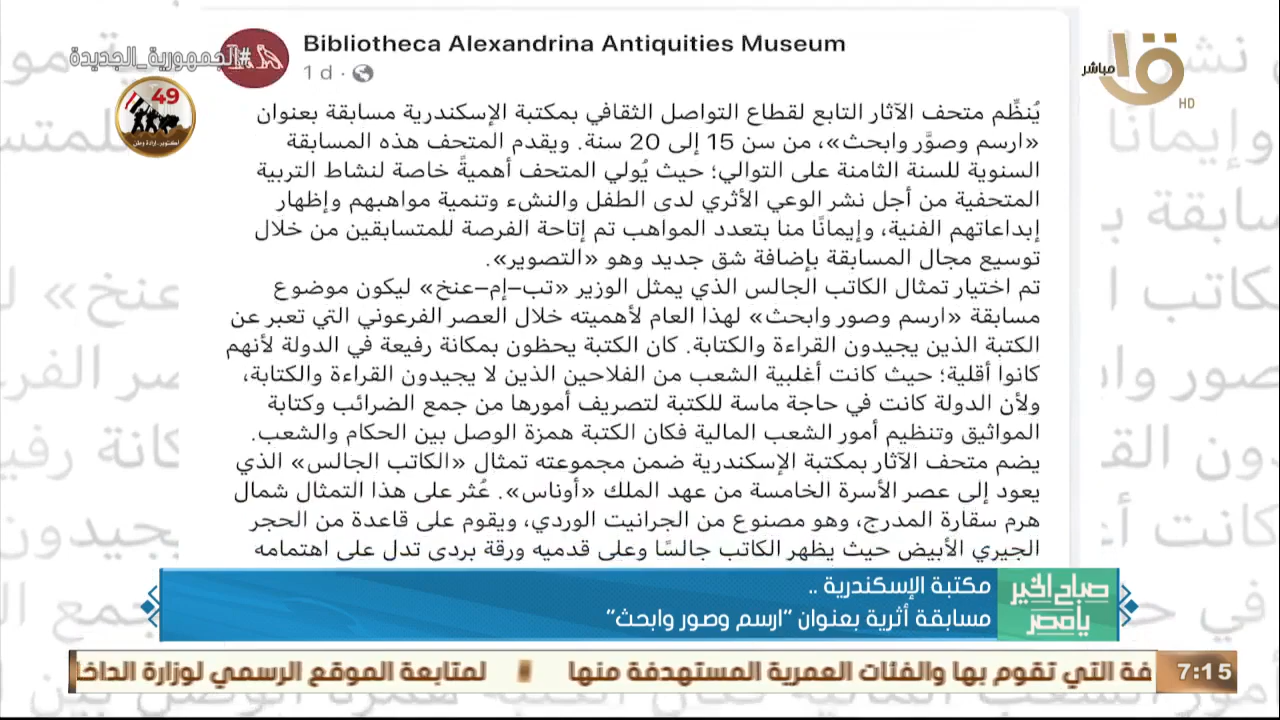 Bibliotheca Alexandrina Antiquities Museum
1 d
#الجمهورية_الجديدة
49
أكتوبر.. إرادة وطن
مباشر
HD
يُنظِّم متحف الآثار التابع لقطاع التواصل الثقافي بمكتبة الإسكندرية مسابقة بعنوان
«ارسم وصوَّر وابحث»، من سن 15 إلى 20 سنة. ويقدم المتحف هذه المسابقة
السنوية للسنة الثامنة على التوالي؛ حيث يُولي المتحف أهميةً خاصة لنشاط التربية
المتحفية من أجل نشر الوعي الأثري لدى الطفل والنشء وتنمية مواهبهم وإظهار
إبداعاتهم الفنية، وإيمانًا منا بتعدد المواهب تم إتاحة الفرصة للمتسابقين من خلال
توسيع مجال المسابقة بإضافة شق جديد وهو «التصوير».
تم اختيار تمثال الكاتب الجالس الذي يمثل الوزير «تب-إم-عنخ» ليكون موضوع
مسابقة «ارسم وصور وابحث» لهذا العام لأهميته خلال العصر الفرعوني التي تعبر عن
الكتبة الذين يجيدون القراءة والكتابة. كان الكتبة يحظون بمكانة رفيعة في الدولة لأنهم
كانوا أقلية؛ حيث كانت أغلبية الشعب من الفلاحين الذين لا يجيدون القراءة والكتابة،
ولأن الدولة كانت في حاجة ماسة للكتبة لتصريف أمورها من جمع الضرائب وكتابة
المواثيق وتنظيم أمور الشعب المالية فكان الكتبة همزة الوصل بين الحكام والشعب.
يضم متحف الآثار بمكتبة الإسكندرية ضمن مجموعته تمثال «الكاتب الجالس» الذي
يعود إلى عصر الأسرة الخامسة من عهد الملك «أوناس». عُثر على هذا التمثال شمال
هرم سقارة المدرج، وهو مصنوع من الجرانيت الوردي، ويقوم على قاعدة من الحجر
الجيري الأبيض حيث يظهر الكاتب جالسًا وعلى قدميه ورقة بردى تدل على اهتمامه
صباح الخير
يا مصر
مكتبة الإسكندرية ..
مسابقة أثرية بعنوان "ارسم وصور وابحث"
7:15
فة التي تقوم بها والفئات العمرية المستهدفة منها لمتابعة الموقع الرسمي لوزارة الداخل